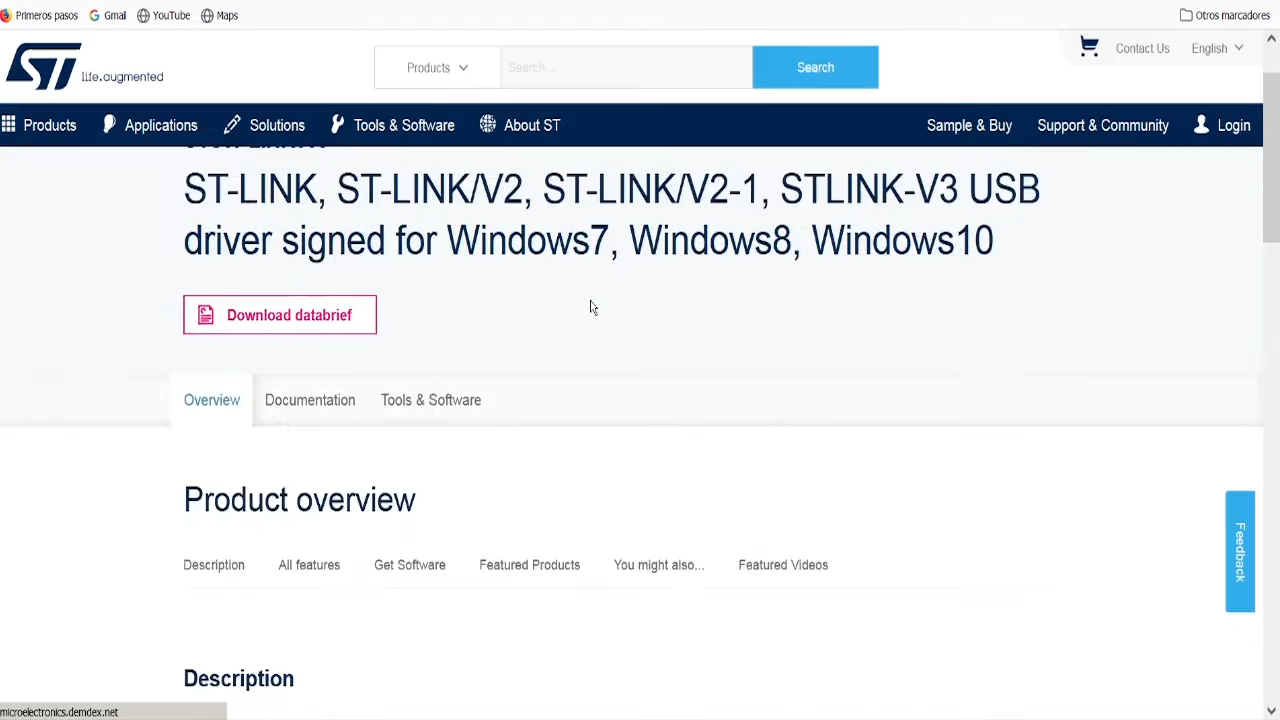 Primeros pasos Gmail YouTube Maps Otros marcadores
ST life.augmented Products Search... Search Contact Us English
Products Applications Solutions Tools & Software About ST Sample & Buy Support & Community Login
ST-LINK, ST-LINK/V2, ST-LINK/V2-1, STLINK-V3 USB
driver signed for Windows7, Windows8, Windows10
Download databrief
Overview Documentation Tools & Software
Product overview
Description All features Get Software Featured Products You might also... Featured Videos
Feedback
Description
microelectronics.demdex.net